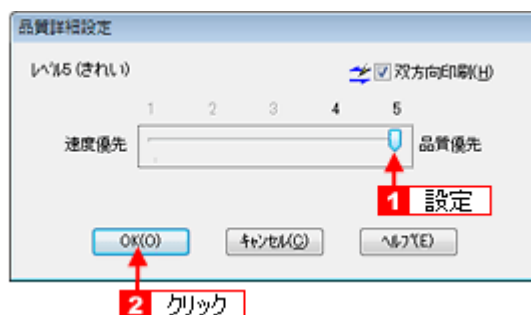 品質詳細設定
ﾚﾍﾞﾙ5 (きれい)
双方向印刷(H)
1 2 3 4 5
速度優先 品質優先
1 設定
OK(O) ｷｬﾝｾﾙ(C) ﾍﾙﾌﾟ(E)
2 クリック